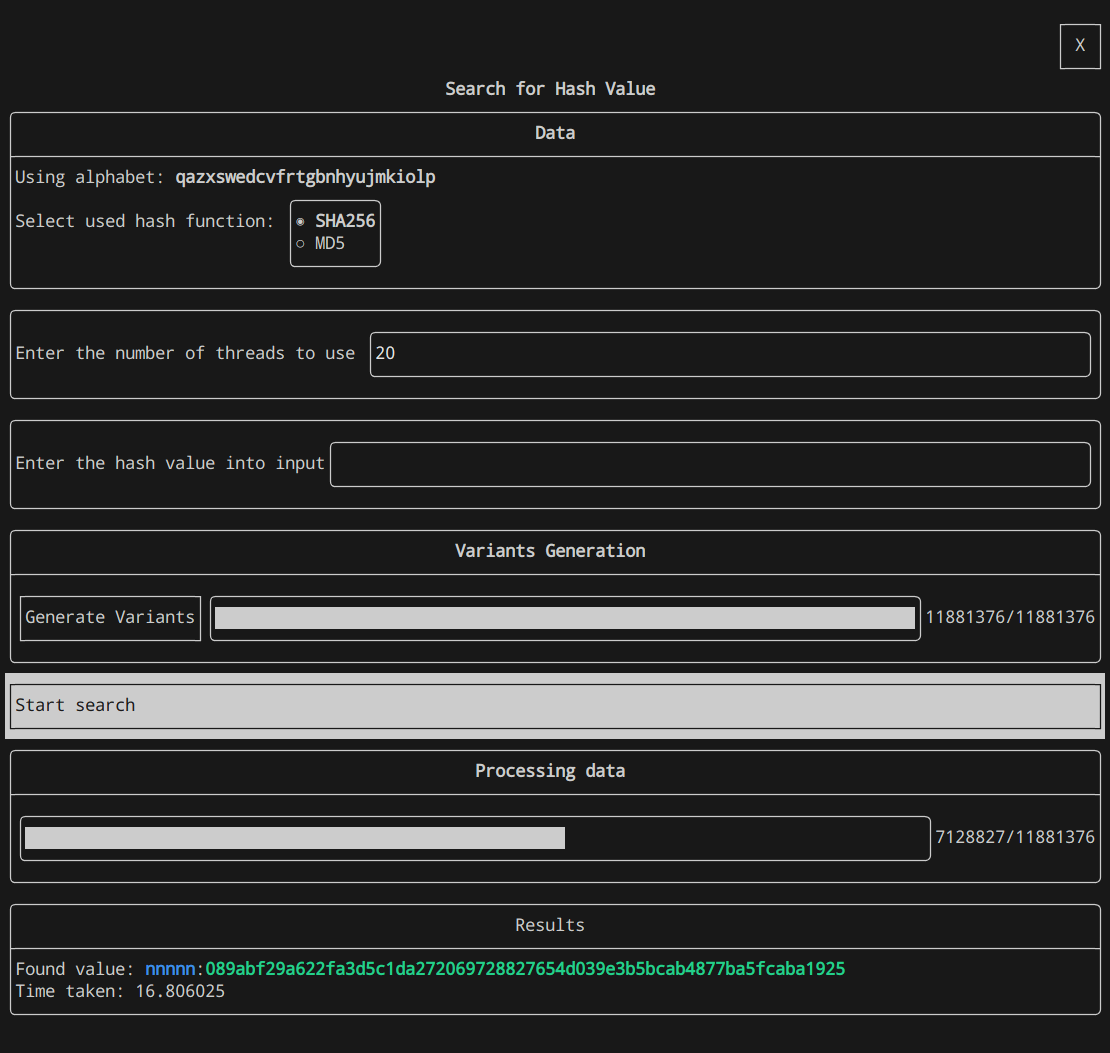 X
Search for Hash Value
Data
Using alphabet: qazxswedcvfrtgbnhyujmkiolp
Select used hash function:
SHA256
MD5
Enter the number of threads to use 20
Enter the hash value into input
Variants Generation
Generate Variants 11881376/11881376
Start search
Processing data
7128827/11881376
Results
Found value: nnnnn:089abf29a622fa3d5c1da272069728827654d039e3b5bcab4877ba5fcaba1925
Time taken: 16.806025